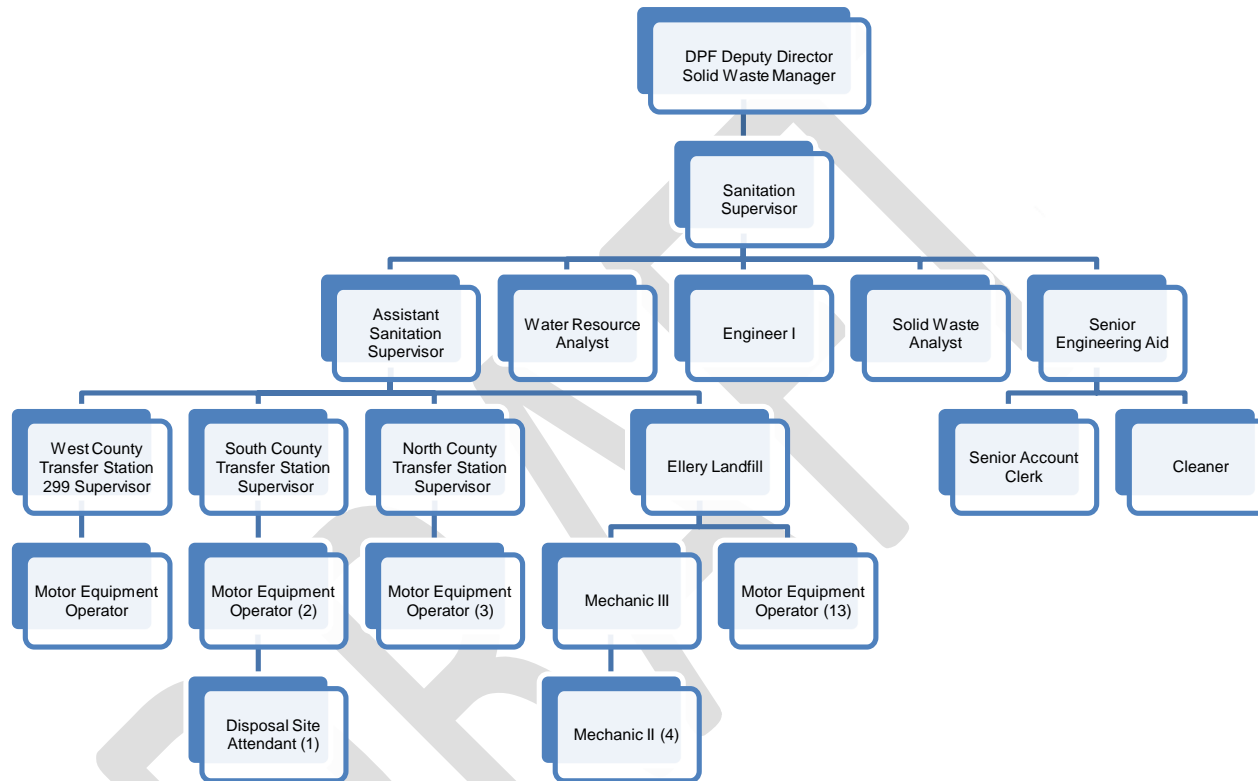 DPF Deputy Director
Solid Waste Manager
Sanitation
Supervisor
Assistant
Sanitation
Supervisor
Water Resource
Analyst
Engineer I
Solid Waste
Analyst
Senior
Engineering Aid
West County
Transfer Station
299 Supervisor
South County
Transfer Station
Supervisor
North County
Transfer Station
Supervisor
Ellery Landfill
Senior Account
Clerk
Cleaner
Motor Equipment
Operator
Motor Equipment
Operator (2)
Motor Equipment
Operator (3)
Mechanic III
Motor Equipment
Operator (13)
Disposal Site
Attendant (1)
Mechanic II (4)
DRAFT